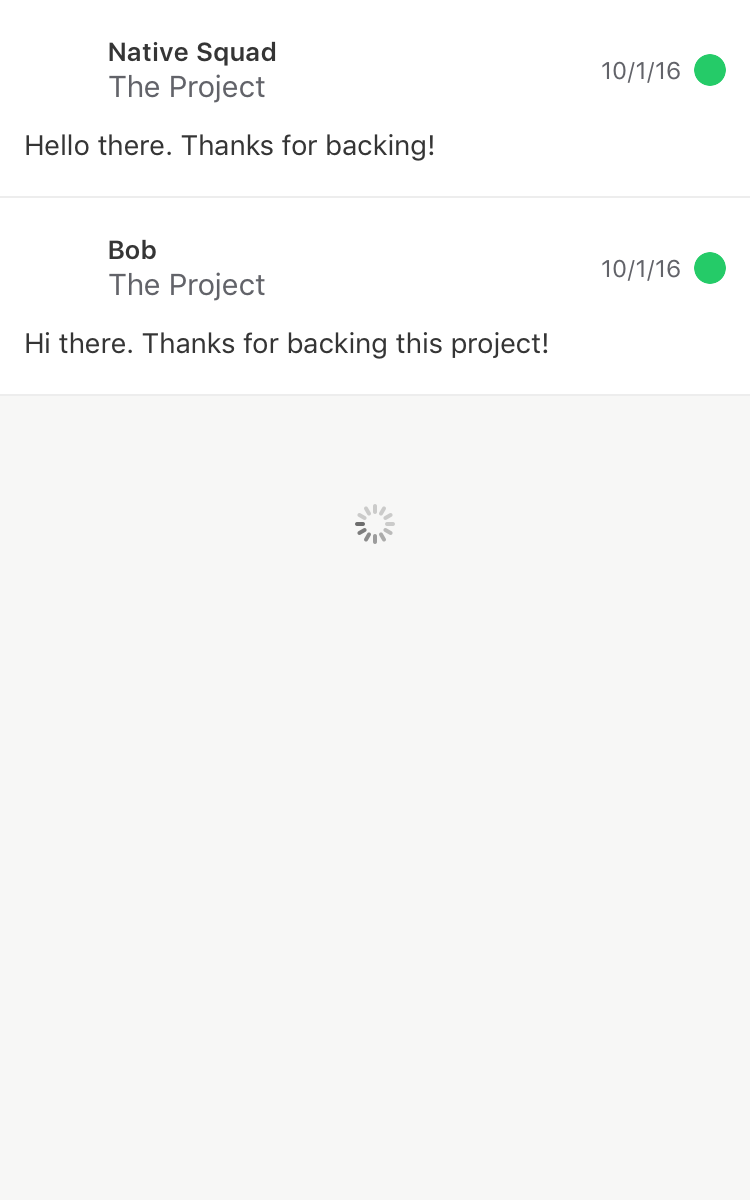 Native Squad
The Project
10/1/16
Hello there. Thanks for backing!
Bob
The Project
10/1/16
Hi there. Thanks for backing this project!